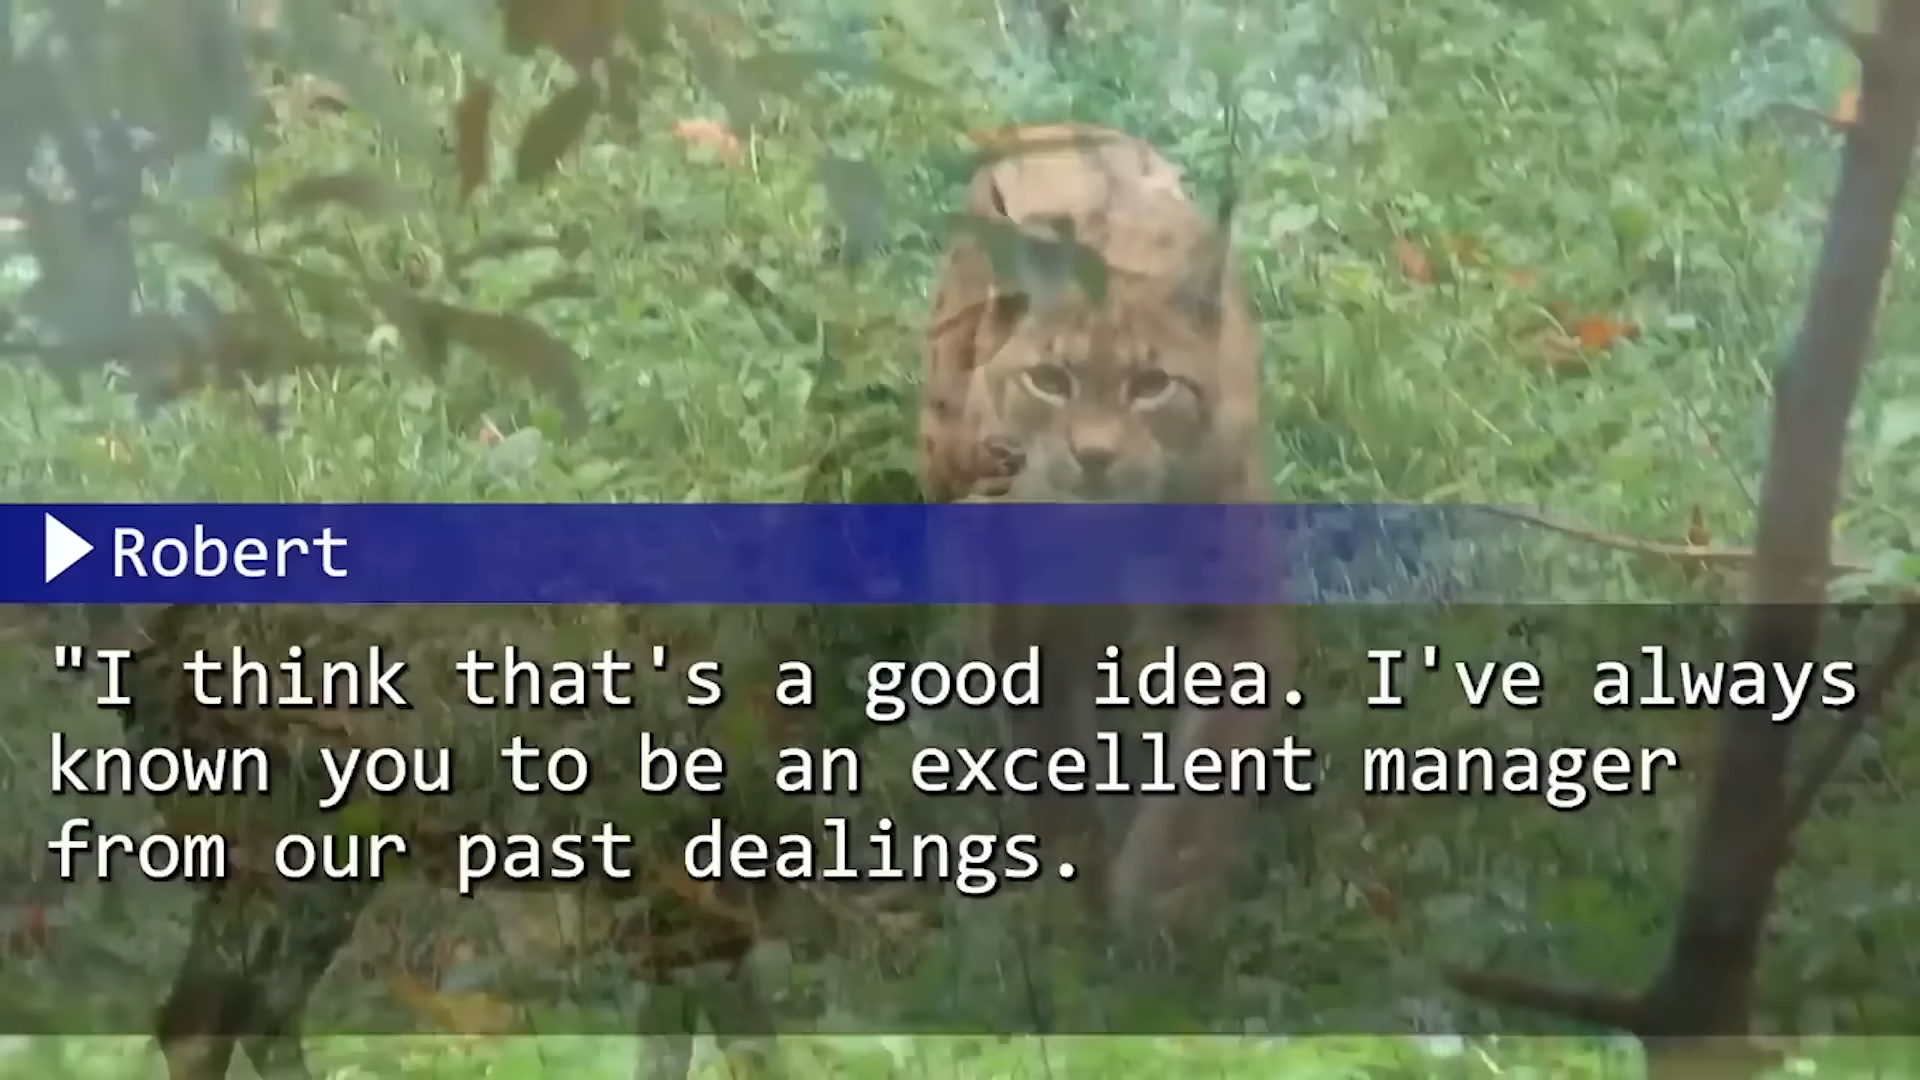 Robert
"I think that's a good idea. I've always
known you to be an excellent manager
from our past dealings.